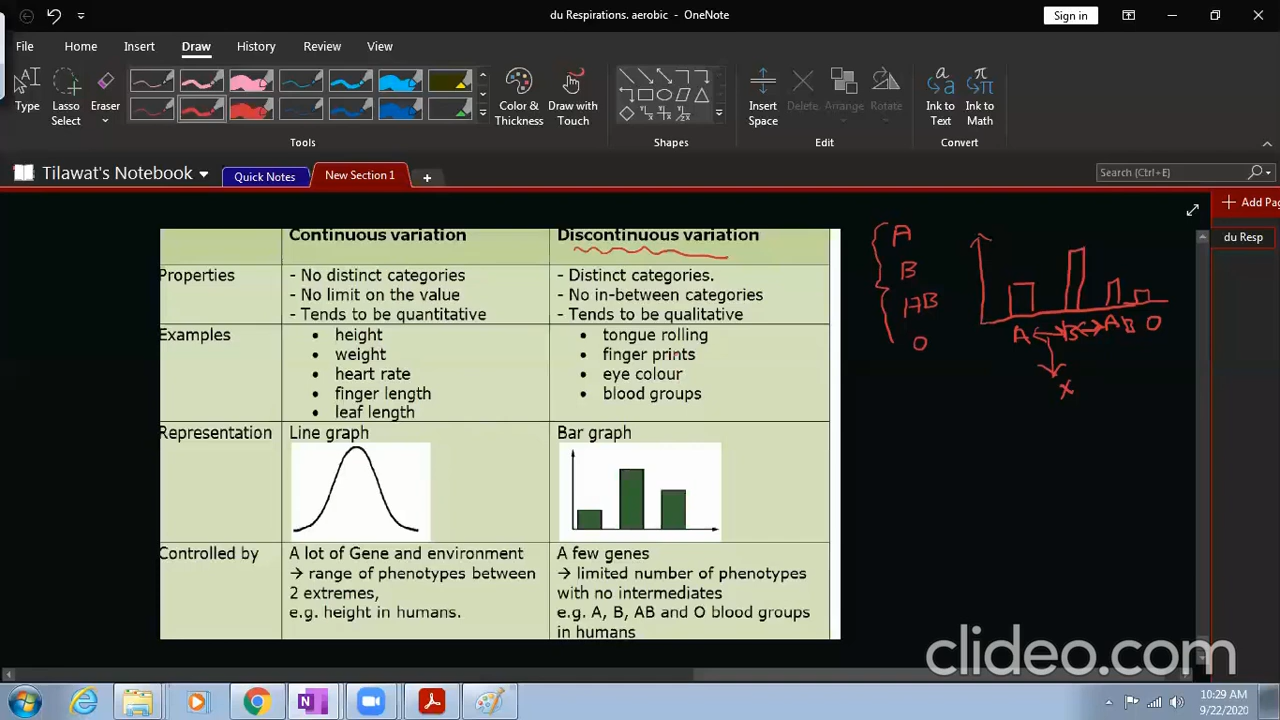 du Respirations. aerobic - OneNote
Sign in
File Home Insert Draw History Review View
Type
Lasso Select
Eraser
Color & Thickness
Draw with Touch
Insert Space
Delete
Arrange
Rotate
Ink to Text
Ink to Math
Tools
Shapes
Edit
Convert
Tilawat's Notebook
Quick Notes
New Section 1
Search (Ctrl+E)
Add Pag
du Resp
Continuous variation
Discontinuous variation
Properties
- No distinct categories
- No limit on the value
- Tends to be quantitative
- Distinct categories.
- No in-between categories
- Tends to be qualitative
Examples
• height
• weight
• heart rate
• finger length
• leaf length
• tongue rolling
• finger prints
• eye colour
• blood groups
Representation
Line graph
Bar graph
Controlled by
A lot of Gene and environment
→ range of phenotypes between
2 extremes,
e.g. height in humans.
A few genes
→ limited number of phenotypes
with no intermediates
e.g. A, B, AB and O blood groups
in humans
A
B
AB
O
A B AB O
x
clideo.com
10:29 AM
9/22/2020